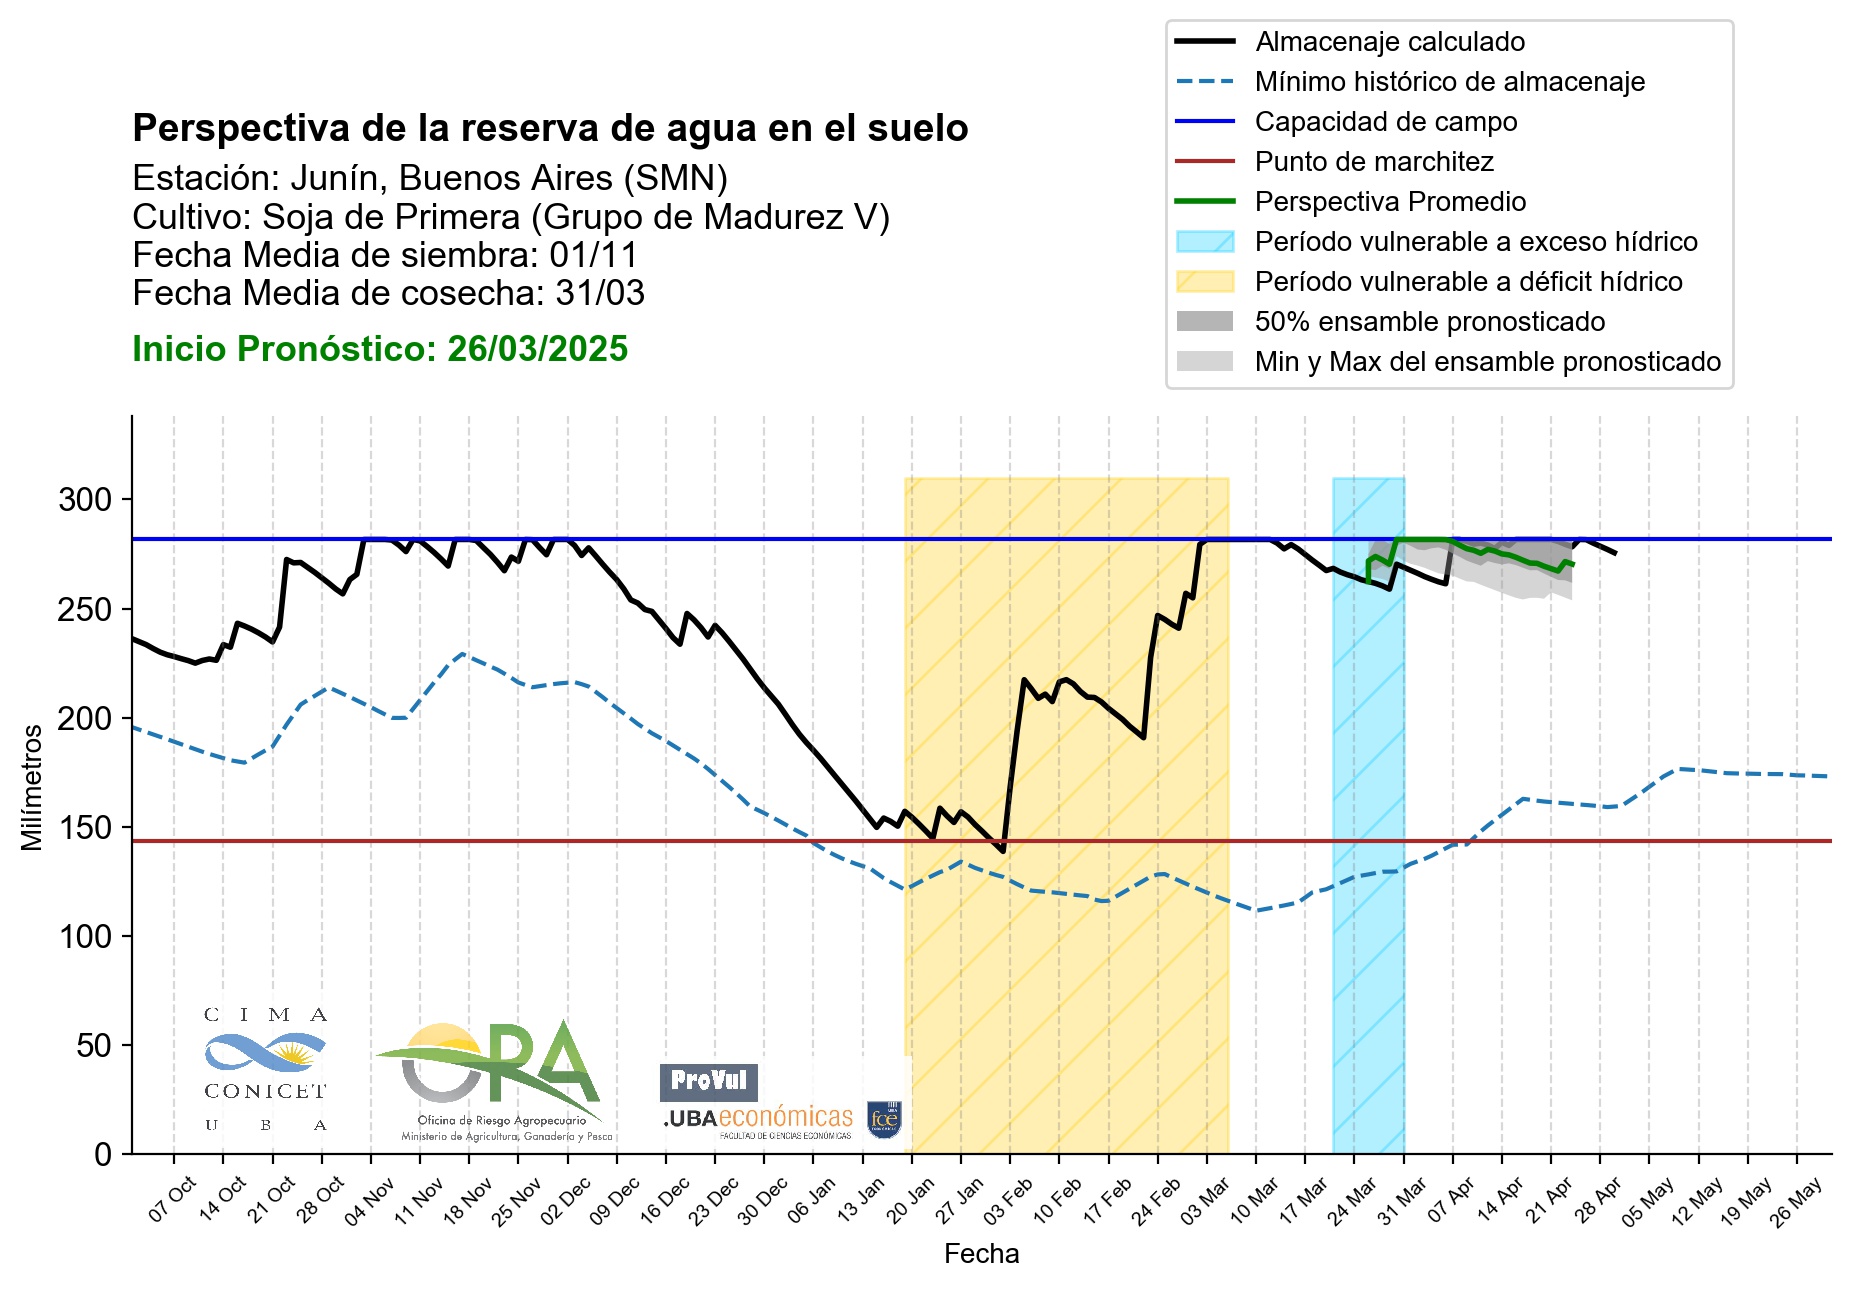 Almacenaje calculado
Mínimo histórico de almacenaje
Capacidad de campo
Punto de marchitez
Perspectiva Promedio
Período vulnerable a exceso hídrico
Período vulnerable a déficit hídrico
50% ensamble pronosticado
Min y Max del ensamble pronosticado
Perspectiva de la reserva de agua en el suelo
Estación: Junín, Buenos Aires (SMN)
Cultivo: Soja de Primera (Grupo de Madurez V)
Fecha Media de siembra: 01/11
Fecha Media de cosecha: 31/03
Inicio Pronóstico: 26/03/2025
Milímetros
300
250
200
150
100
50
0
CIMA
CONICET
UBA
ORA
Oficina de Riesgo Agropecuario
Ministerio de Agricultura, Ganadería y Pesca
ProVul
.UBAeconómicas
FACULTAD DE CIENCIAS ECONÓMICAS
UBA
fce
ECONÓMICAS
07 Oct
14 Oct
21 Oct
28 Oct
04 Nov
11 Nov
18 Nov
25 Nov
02 Dec
09 Dec
16 Dec
23 Dec
30 Dec
06 Jan
13 Jan
20 Jan
27 Jan
03 Feb
10 Feb
17 Feb
24 Feb
03 Mar
10 Mar
17 Mar
24 Mar
31 Mar
07 Apr
14 Apr
21 Apr
28 Apr
05 May
12 May
19 May
26 May
Fecha